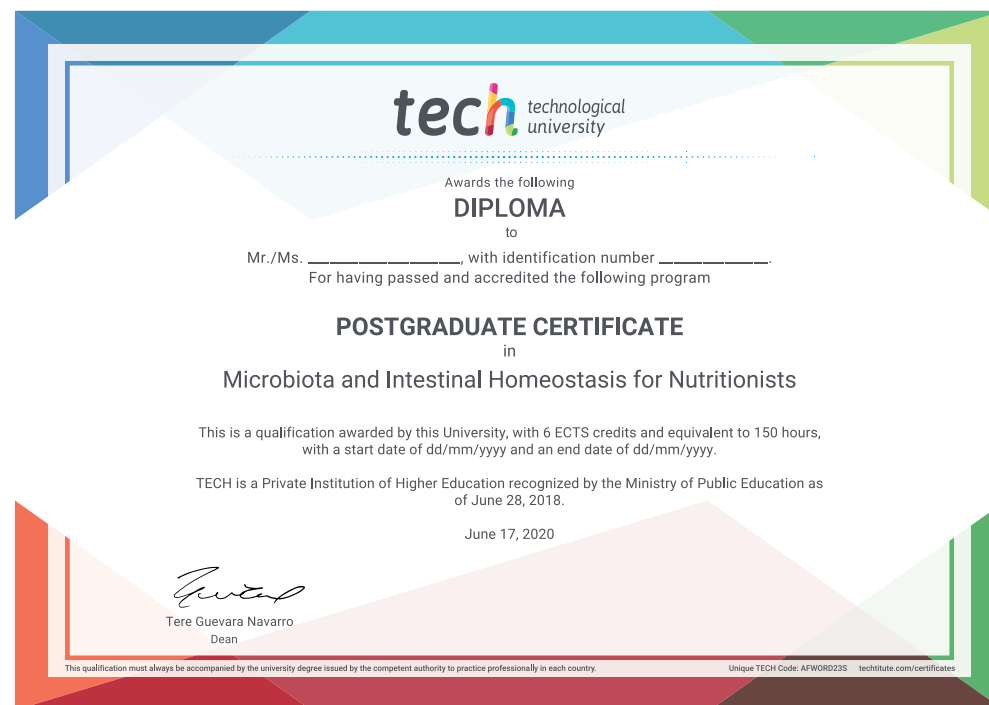 tech technological
university
Awards the following
DIPLOMA
to
Mr./Ms. __________________, with identification number _____________.
For having passed and accredited the following program
POSTGRADUATE CERTIFICATE
in
Microbiota and Intestinal Homeostasis for Nutritionists
This is a qualification awarded by this University, with 6 ECTS credits and equivalent to 150 hours,
with a start date of dd/mm/yyyy and an end date of dd/mm/yyyy.
TECH is a Private Institution of Higher Education recognized by the Ministry of Public Education as
of June 28, 2018.
June 17, 2020
Tere Guevara Navarro
Dean
This qualification must always be accompanied by the university degree issued by the competent authority to practice professionally in each country.
Unique TECH Code: AFWORD23S techtitute.com/certificates